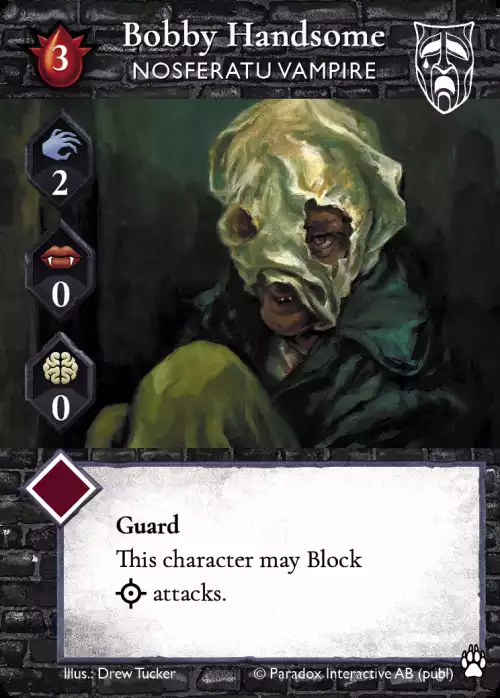 3
Bobby Handsome
NOSFERATU VAMPIRE
2
0
0
Guard
This character may Block
attacks.
Illus.: Drew Tucker
© Paradox Interactive AB (publ)